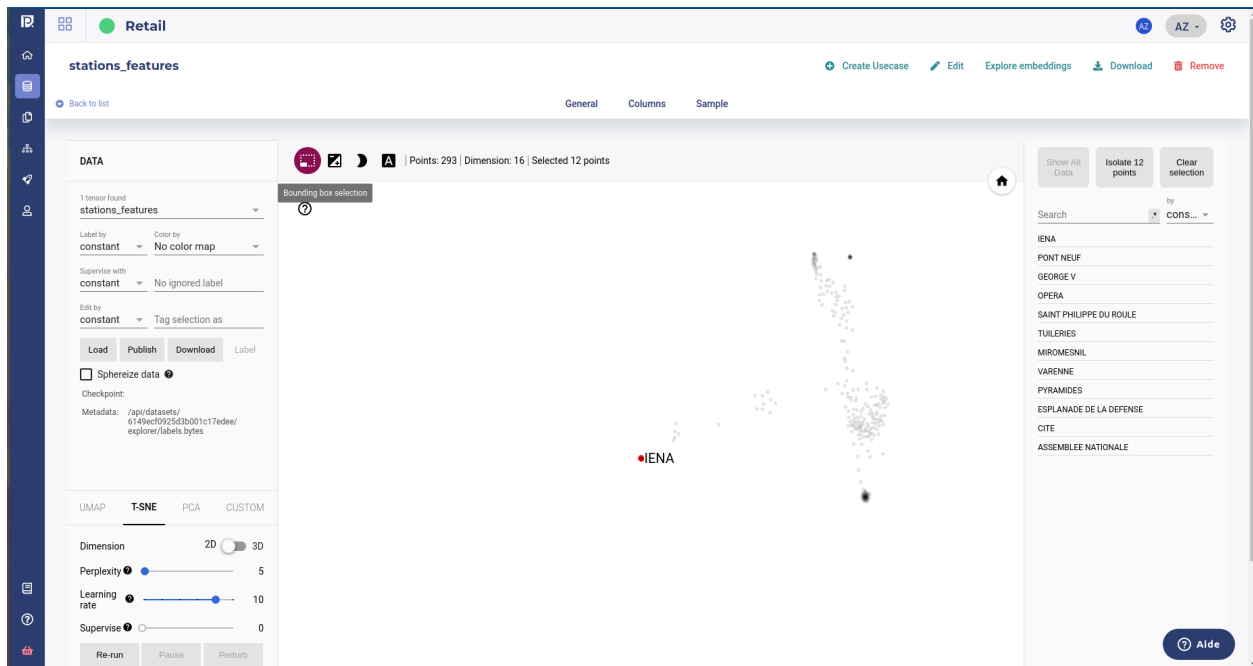 Retail
AZ
AZ
stations_features
Create Usecase
Edit
Explore embeddings
Download
Remove
Back to list
General
Columns
Sample
DATA
1 tensor found
stations_features
Label by
Color by
constant
No color map
Supervise with
constant
No ignored label
Edit by
constant
Tag selection as
Load
Publish
Download
Label
Sphereize data
Checkpoint:
Metadata:
/api/datasets/
6149ecf0925d3b001c17edee/
explorer/labels.bytes
UMAP
T-SNE
PCA
CUSTOM
Dimension
2D
3D
Perplexity
5
Learning
rate
10
Supervise
0
Re-run
Pause
Perturb
A
| Points: 293 | Dimension: 16 | Selected 12 points
Bounding box selection
IENA
Show All
Data
Isolate 12
points
Clear
selection
Search
.*
by
cons...
IENA
PONT NEUF
GEORGE V
OPERA
SAINT PHILIPPE DU ROULE
TUILERIES
MIROMESNIL
VARENNE
PYRAMIDES
ESPLANADE DE LA DEFENSE
CITE
ASSEMBLEE NATIONALE
Aide